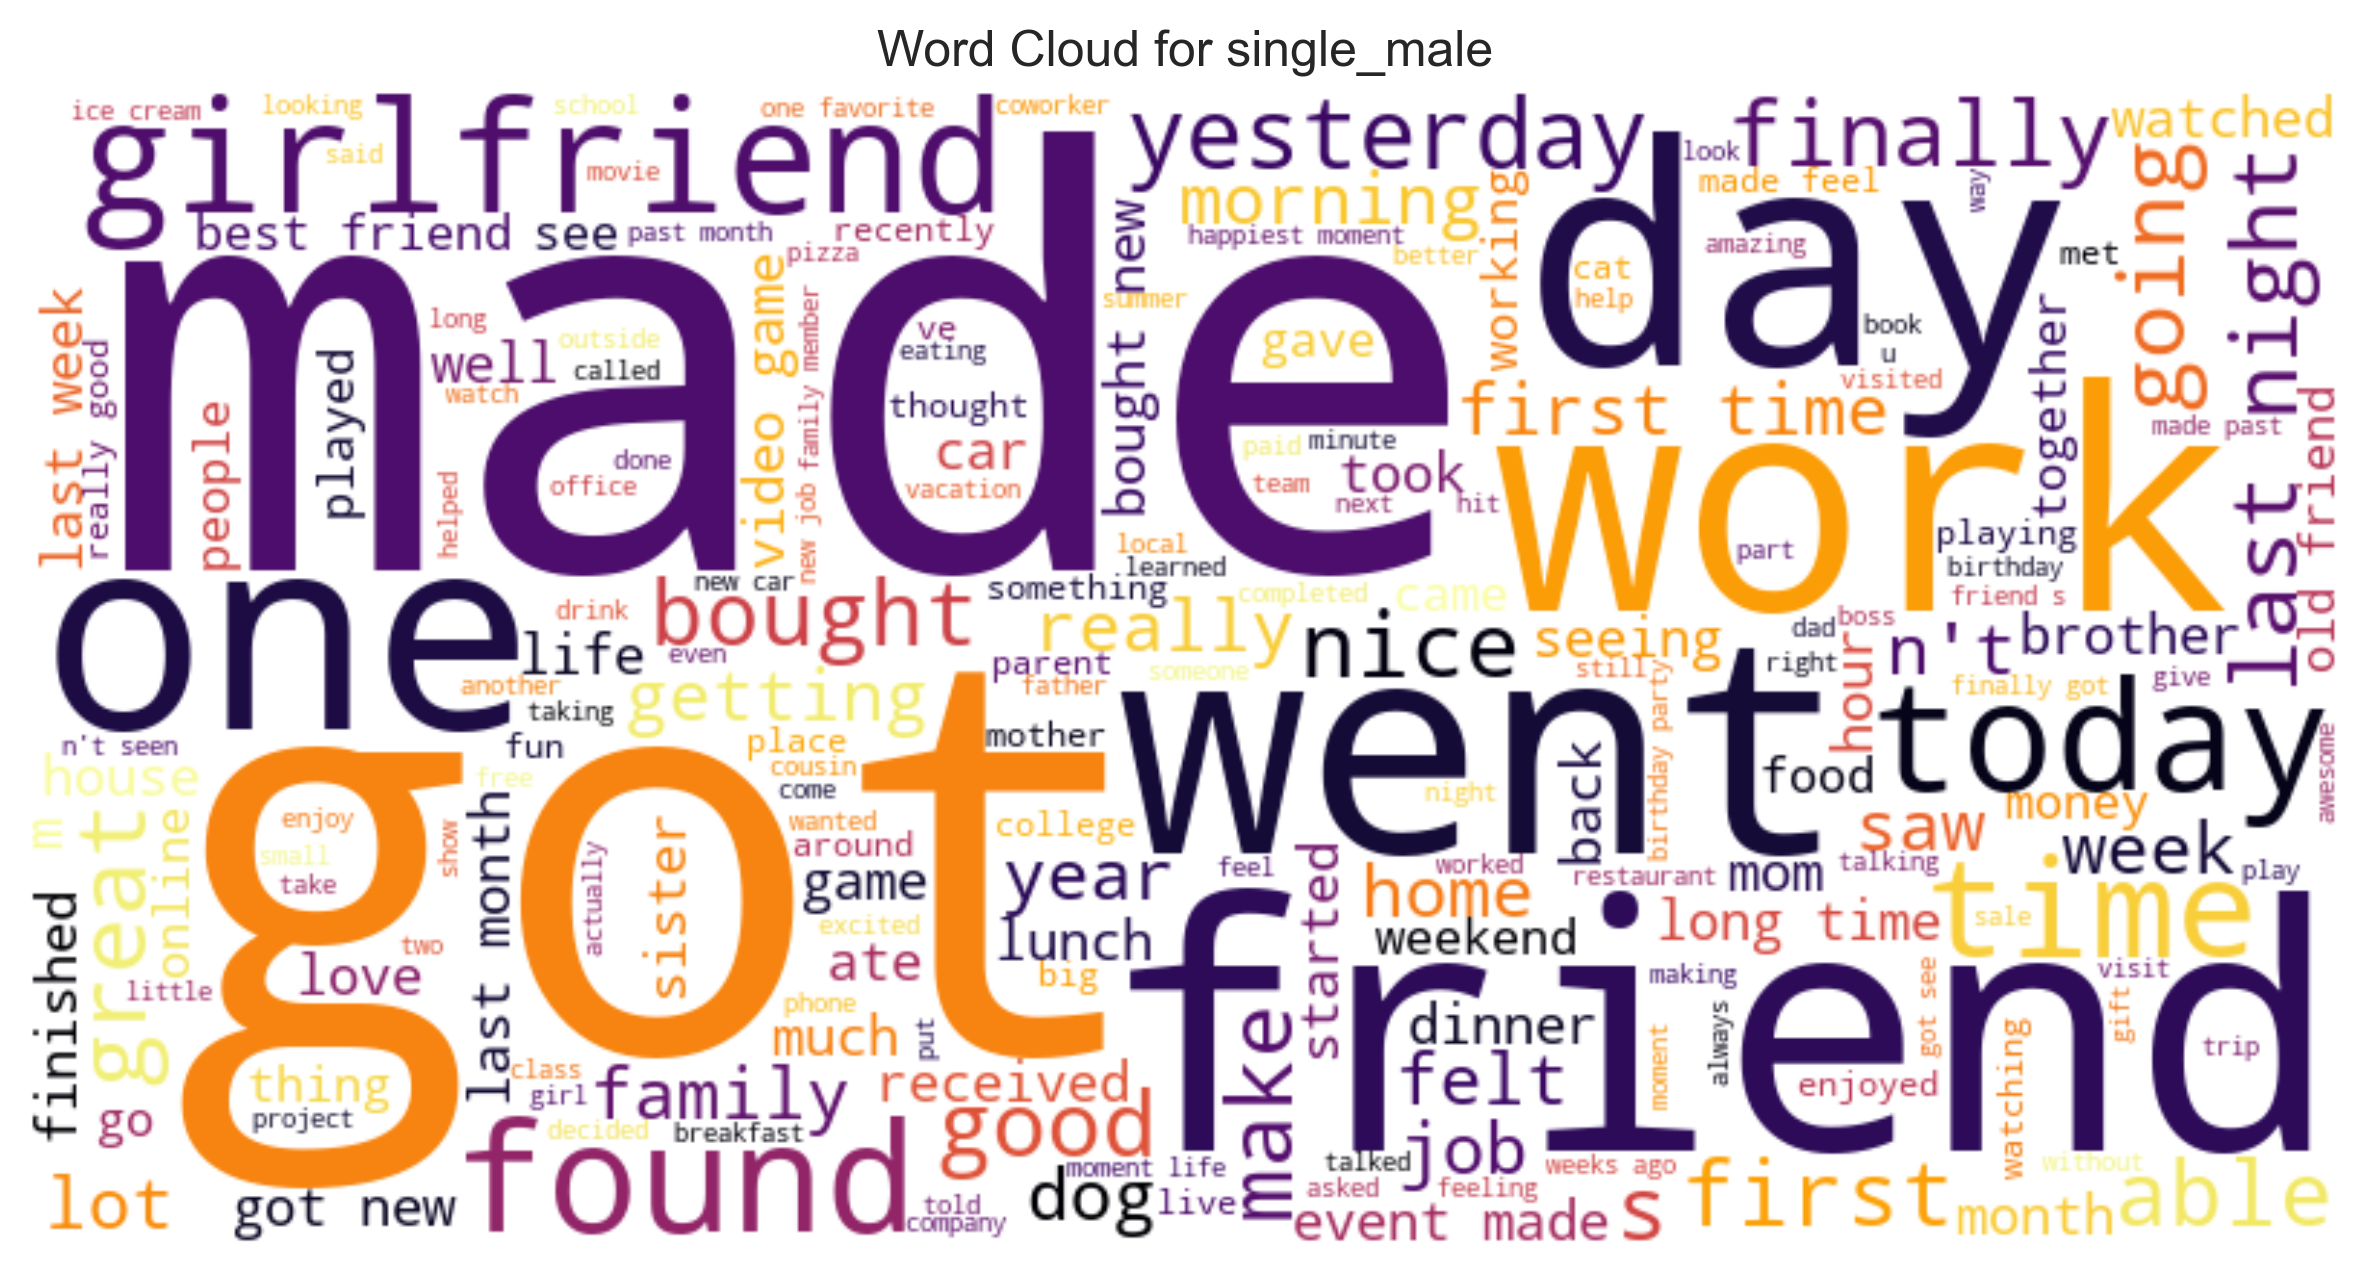 Word Cloud for single_male
ice cream
looking
school
one favorite
coworker
girlfriend
said
movie
yesterday
look
finally
watched
best friend
see
past month
recently
pizza
morning
happiest moment
better
working
made feel
way
amazing
met
going
last night
made
day
cat
help
book
u
visited
together
last week
really good
people
played
long
well
watch
outside
called
helped
done
office
video game
new job
family member
ve
eating
thought
car
vacation
bought new
summer
gave
paid
minute
team
took
next
hit
first time
work
part
playing
birthday
friend s
made past
old friend
one
new car
drink
life
bought
even
another
taking
local
learned
something
completed
came
really
nice
seeing
parent
someone
father
still
dad
boss
right
hour
n't
brother
finally got
give
n't seen
house
m
great
online
fun
free
getting
place
cousin
come
mother
went
today
food
back
birthday party
night
awesome
money
saw
week
got
enjoy
small
take
show
actually
sister
last month
wanted
around
college
game
year
feel
worked
restaurant
mom
talking
play
time
finished
love
two
little
excited
ate
lunch
big
phone
much
put
home
weekend
started
long time
sale
friend
making
visit
dinner
always
got see
gift
trip
thing
project
go
class
girl
family
received
make
felt
moment
enjoyed
watching
decided
breakfast
good
found
lot
got new
told
company
dog
moment life
live
talked
asked
job
feeling
weeks ago
event made
s
first
without
month
able